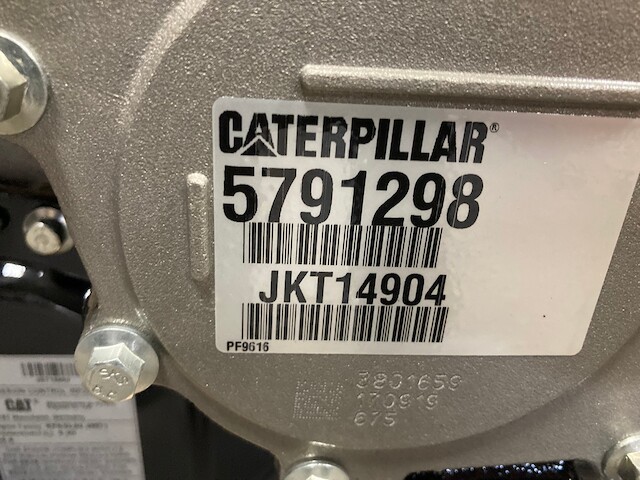 CATERPILLAR®
5791298
JKT14904
PF9616
3801659
170919
675
CAT